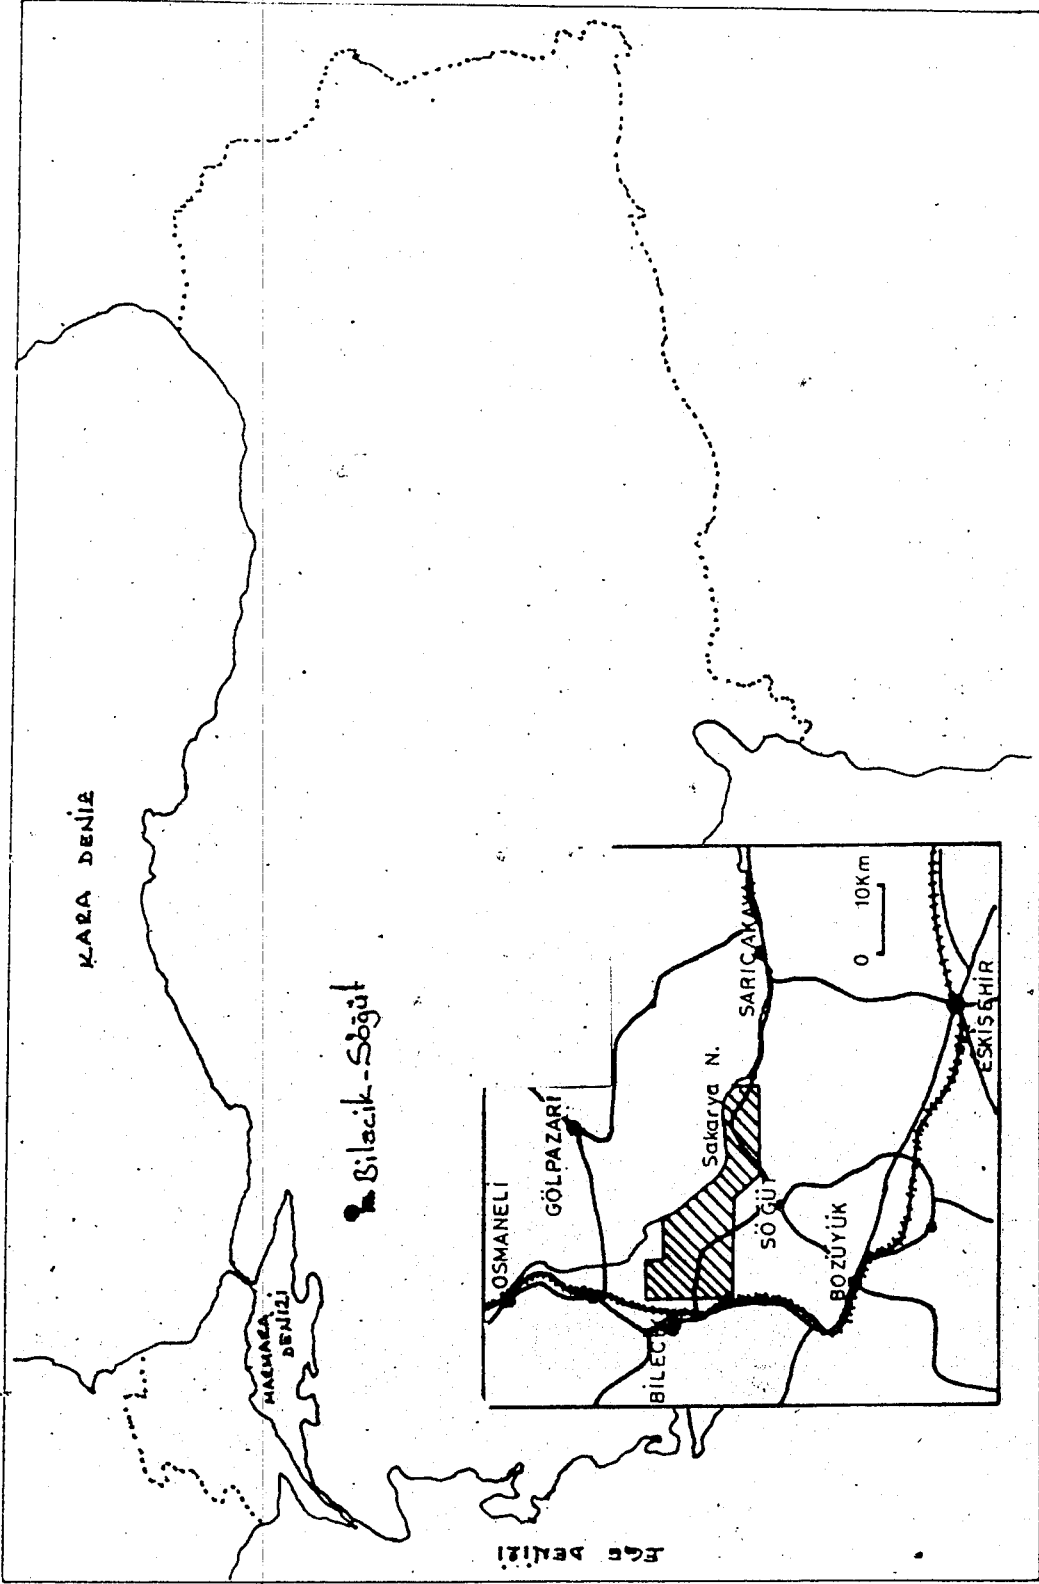 KARA DENİZ
MARMARA
DENİZİ
EGE DENİZİ
Bilecik-Söğüt
OSMANELİ
GÖLPAZARI
BİLECİK
Sakarya N.
SÖĞÜT
SARICAKAYA
BOZÜYÜK
ESKİŞEHİR
0 10Km